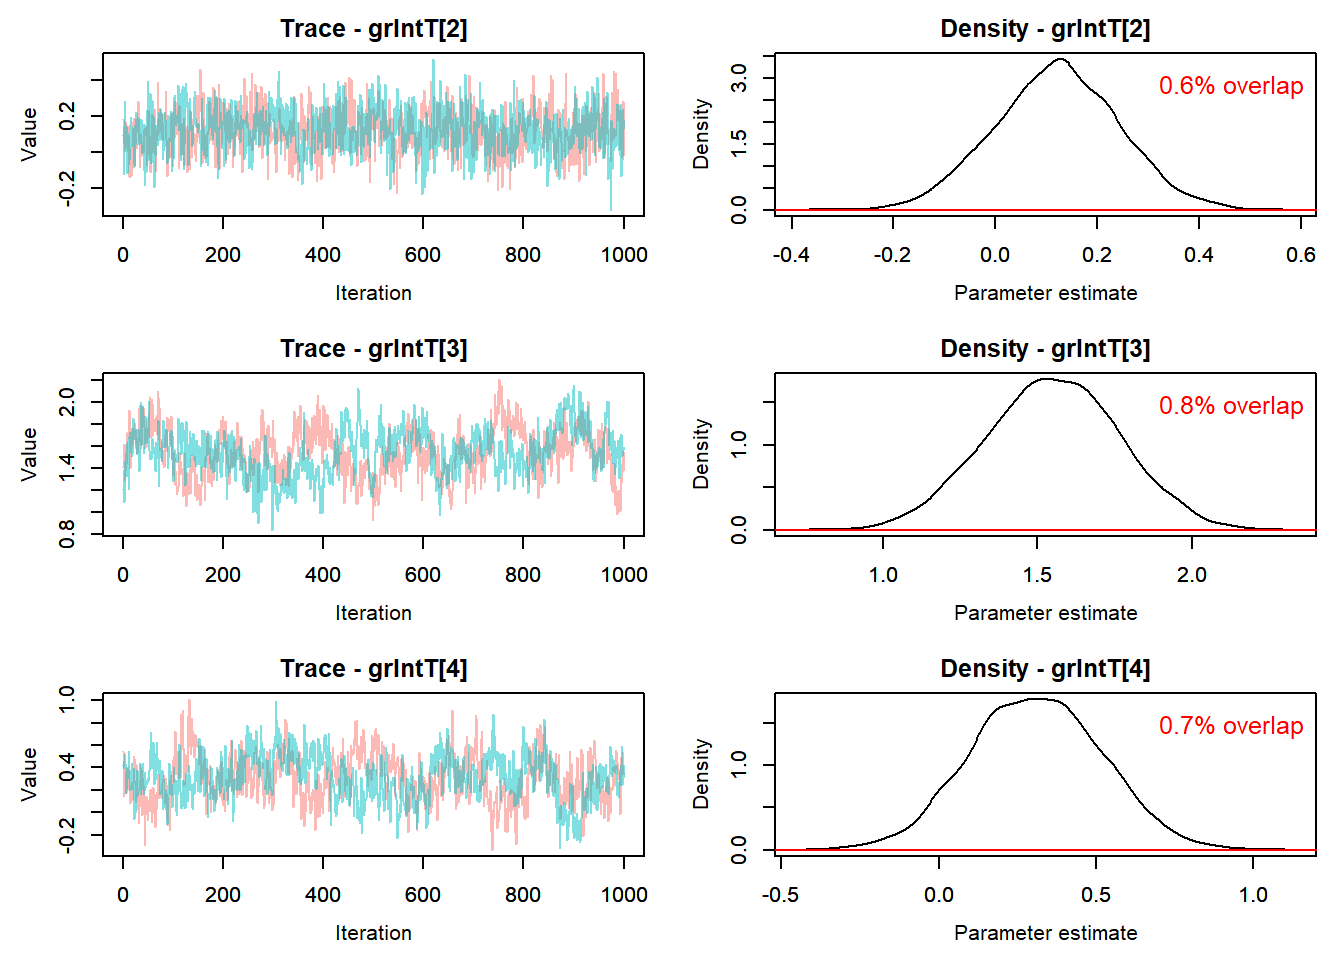 Trace - grIntT[2]
Value
-0.2 0.2
0 200 400 600 800 1000
Iteration
Density - grIntT[2]
0.6% overlap
Density
0.0 1.5 3.0
-0.4 -0.2 0.0 0.2 0.4 0.6
Parameter estimate
Trace - grIntT[3]
Value
0.8 1.4 2.0
0 200 400 600 800 1000
Iteration
Density - grIntT[3]
0.8% overlap
Density
0.0 1.0
1.0 1.5 2.0
Parameter estimate
Trace - grIntT[4]
Value
-0.2 0.4 1.0
0 200 400 600 800 1000
Iteration
Density - grIntT[4]
0.7% overlap
Density
0.0 1.0
-0.5 0.0 0.5 1.0
Parameter estimate